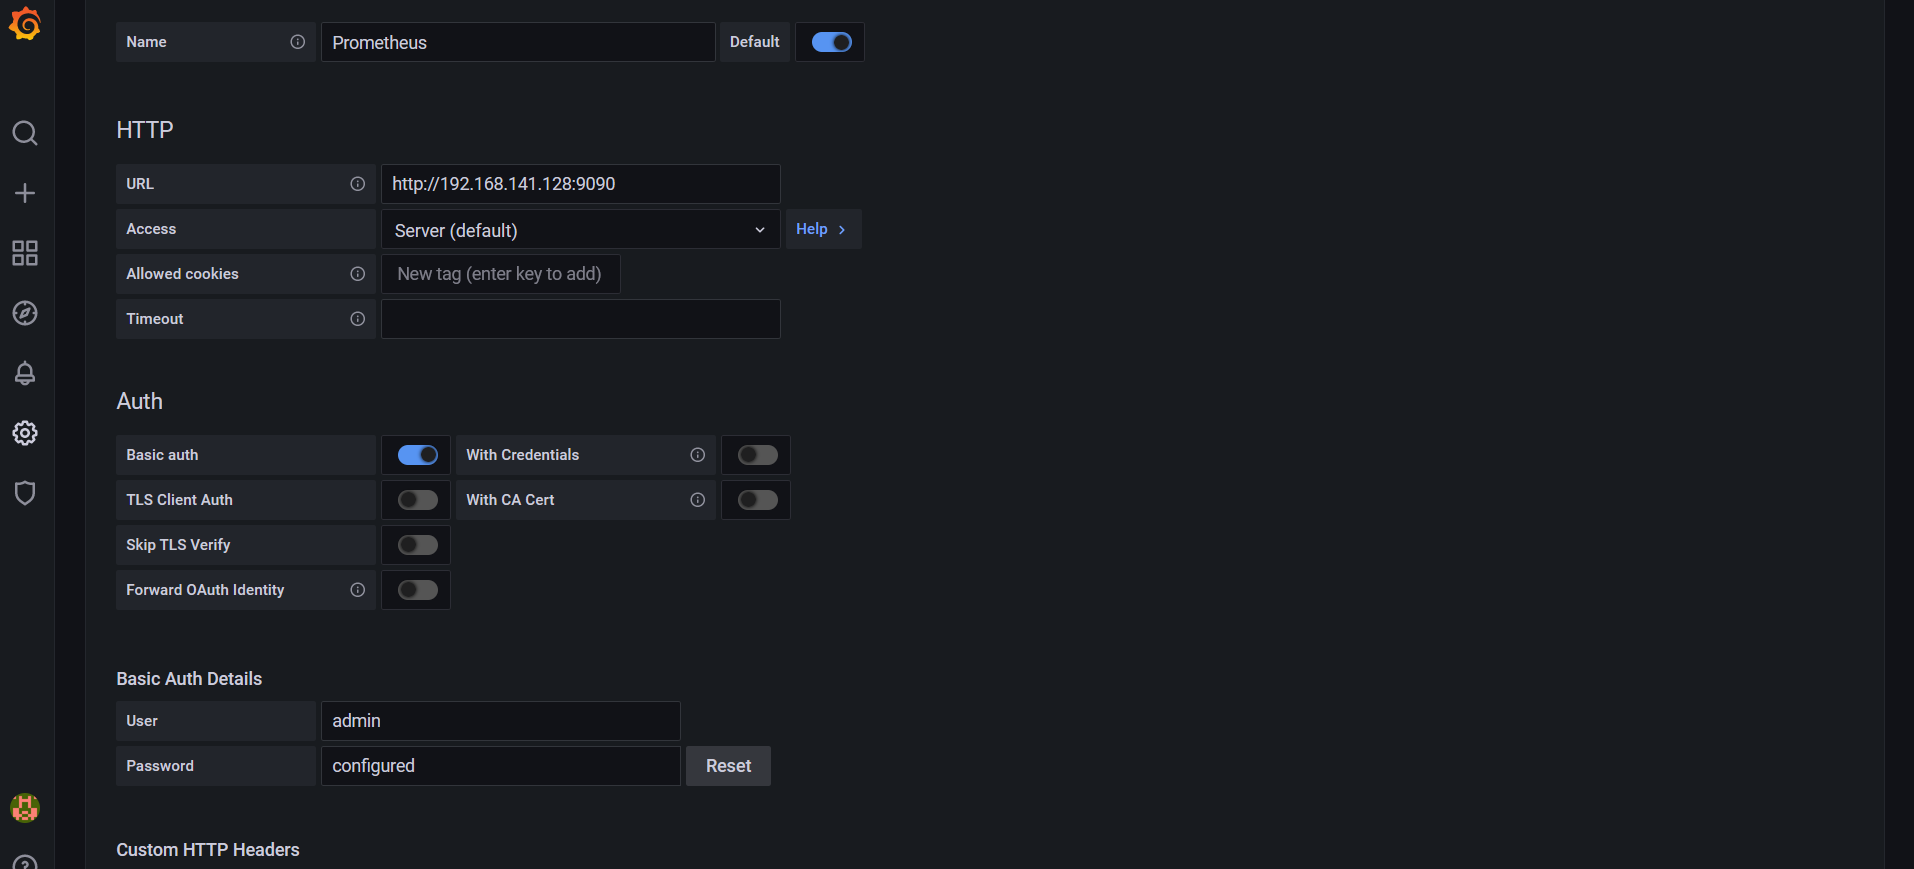 Name Prometheus Default
HTTP
URL http://192.168.141.128:9090
Access Server (default) Help
Allowed cookies New tag (enter key to add)
Timeout
Auth
Basic auth With Credentials
TLS Client Auth With CA Cert
Skip TLS Verify
Forward OAuth Identity
Basic Auth Details
User admin
Password configured Reset
Custom HTTP Headers